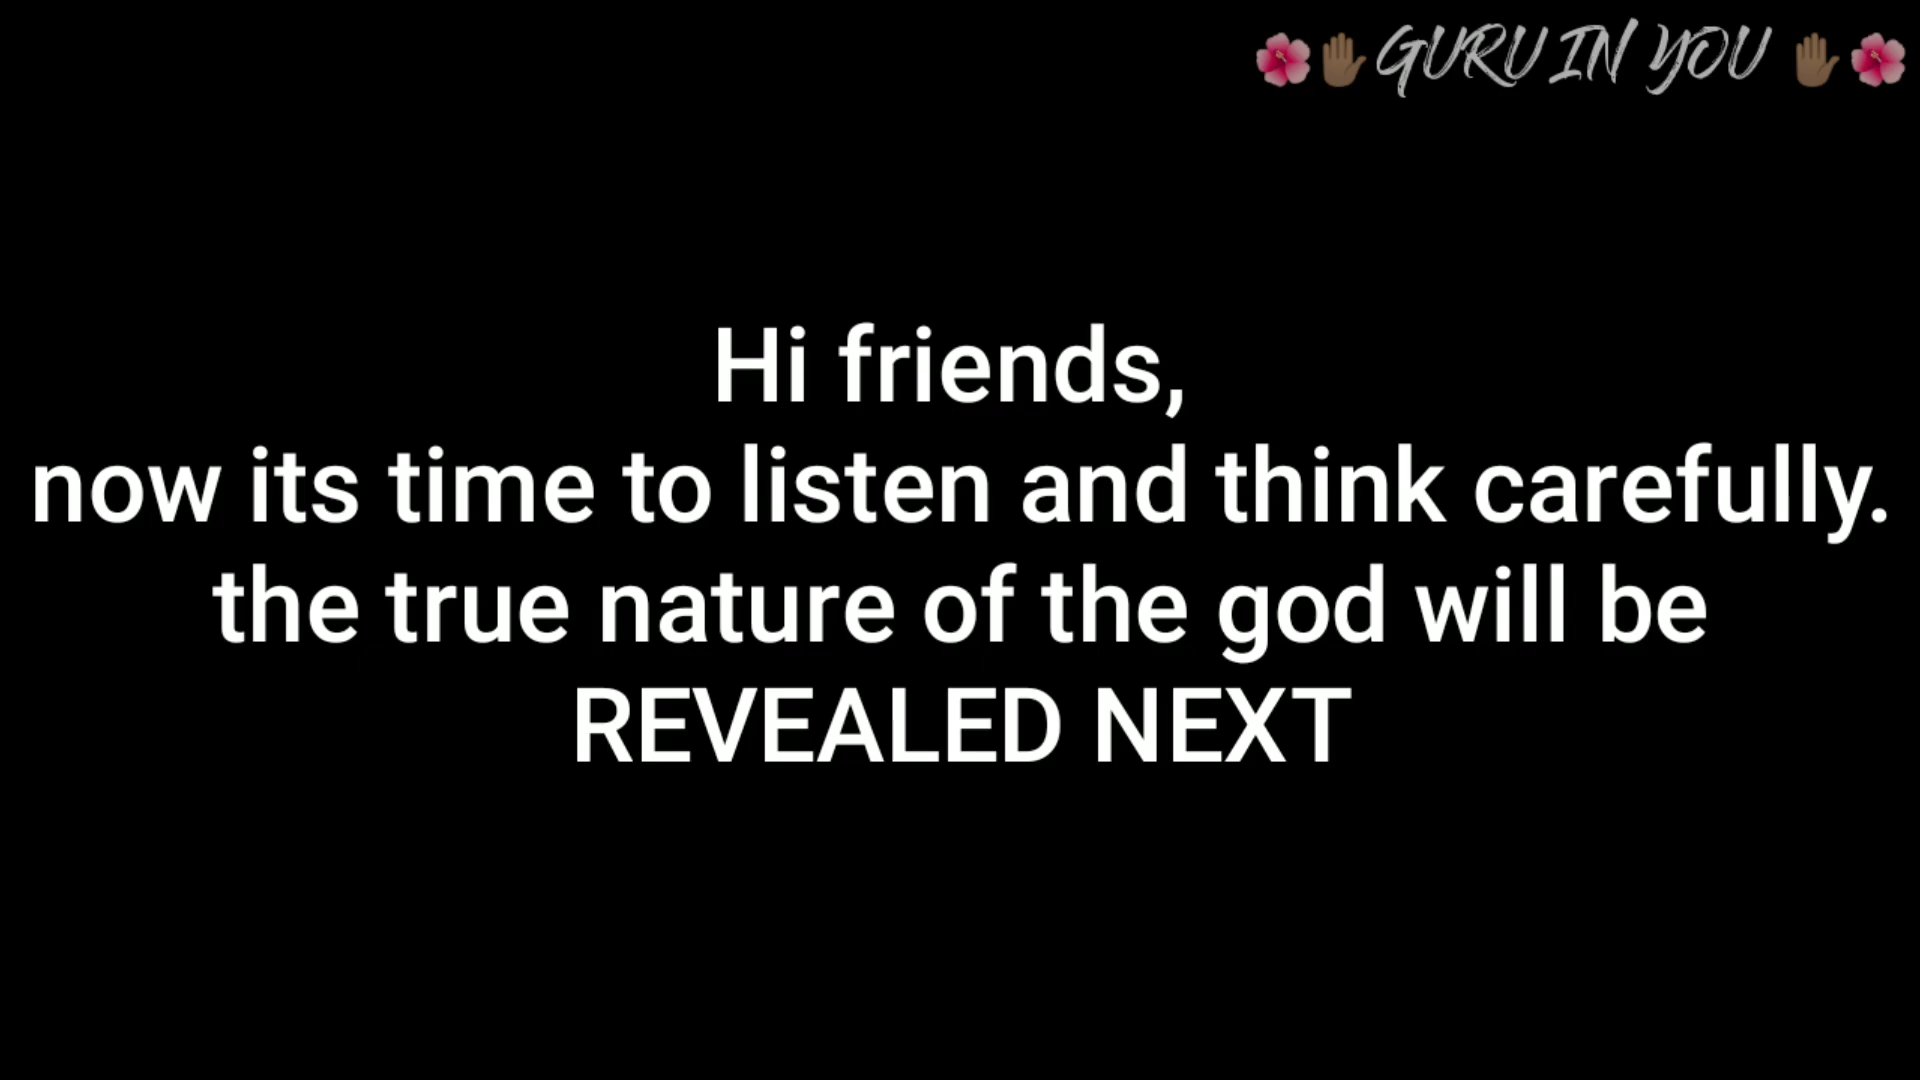 🌺✋🏾GURU IN YOU ✋🏾🌺
Hi friends,
now its time to listen and think carefully.
the true nature of the god will be
REVEALED NEXT